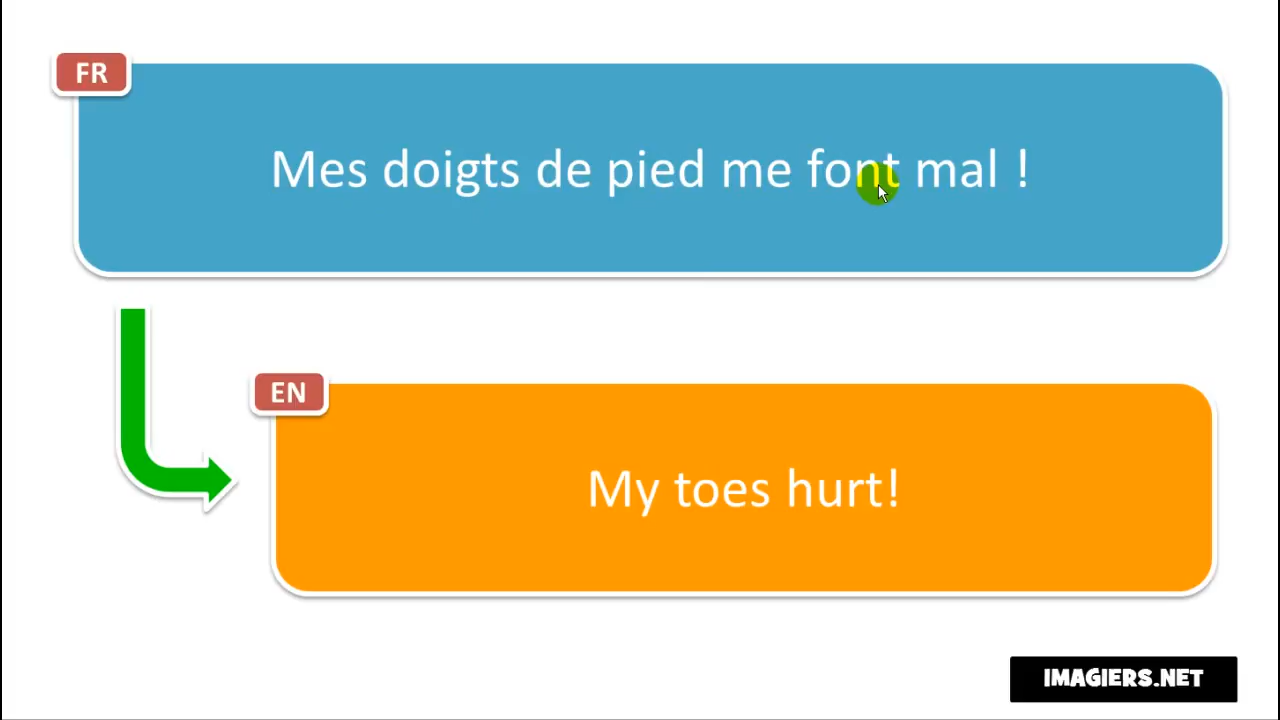 FR
Mes doigts de pied me font mal !
EN
My toes hurt!
IMAGIERS.NET